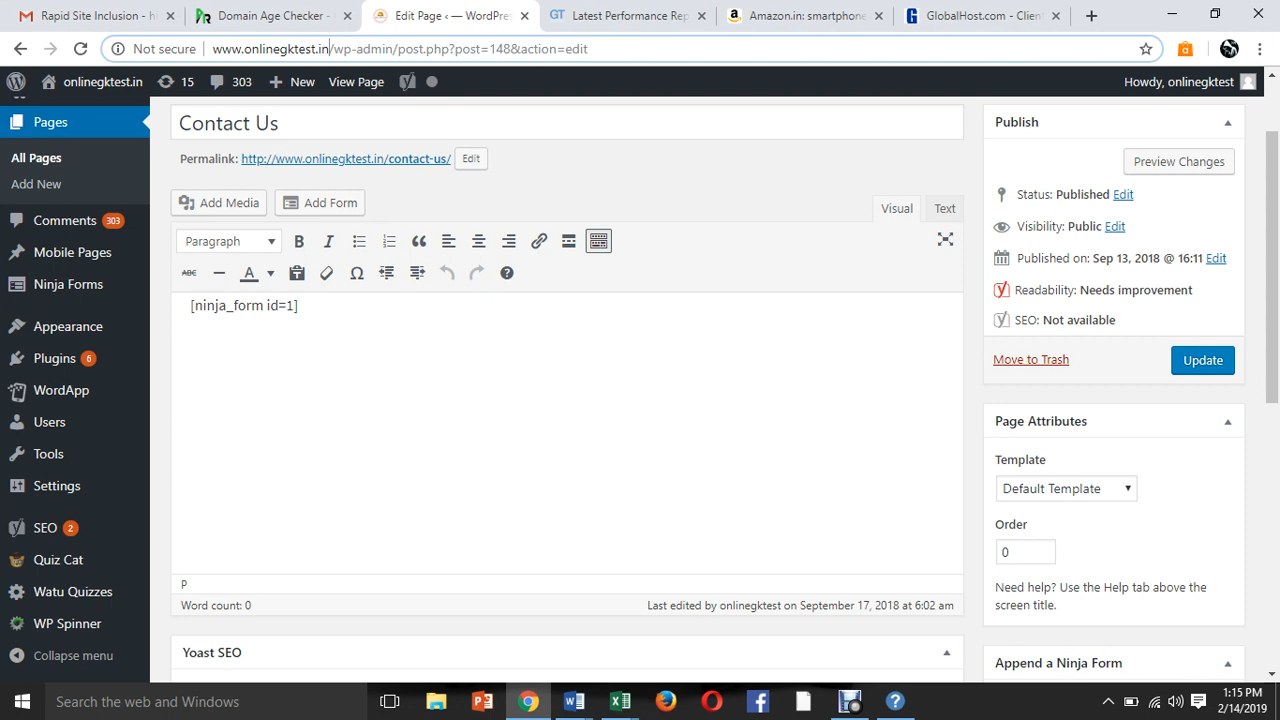 Rapid Site Inclusion - h
Domain Age Checker -
Edit Page ‹ — WordPres
GT Latest Performance Rep
Amazon.in: smartphone
GlobalHost.com - Client
Not secure www.onlinegktest.in/wp-admin/post.php?post=148&action=edit
onlinegktest.in 15 303 New View Page Howdy, onlinegktest
Pages
All Pages
Add New
Comments 303
Mobile Pages
Ninja Forms
Appearance
Plugins 6
WordApp
Users
Tools
Settings
SEO 2
Quiz Cat
Watu Quizzes
WP Spinner
Collapse menu
Contact Us
Permalink: http://www.onlinegktest.in/contact-us/ Edit
Add Media Add Form
Visual Text
Paragraph
B I
ABC A
[ninja_form id=1]
P
Word count: 0 Last edited by onlinegktest on September 17, 2018 at 6:02 am
Yoast SEO
Publish
Preview Changes
Status: Published Edit
Visibility: Public Edit
Published on: Sep 13, 2018 @ 16:11 Edit
Readability: Needs improvement
SEO: Not available
Move to Trash Update
Page Attributes
Template
Default Template
Order
0
Need help? Use the Help tab above the
screen title.
Append a Ninja Form
Search the web and Windows
1:15 PM
2/14/2019